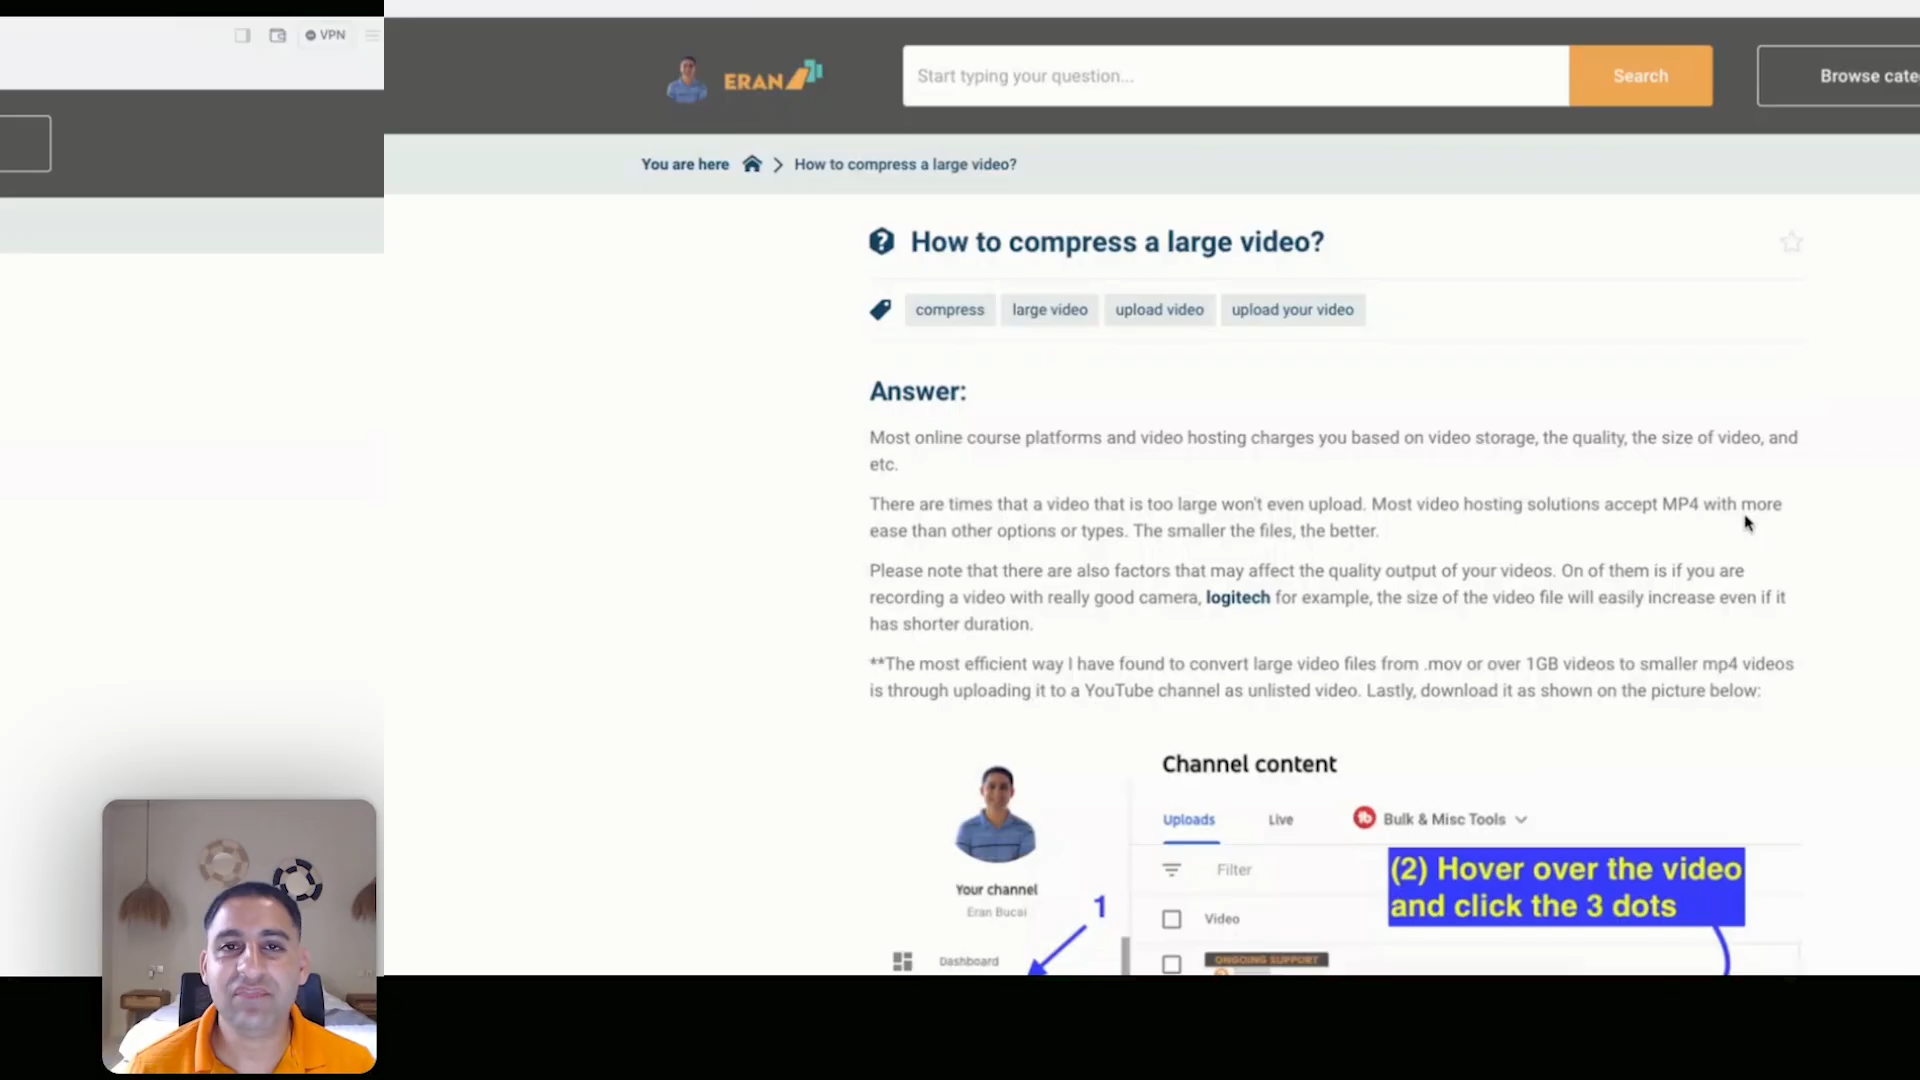 VPN
ERAN
Start typing your question...
Search
Browse cate
You are here
How to compress a large video?
How to compress a large video?
compress
large video
upload video
upload your video
Answer:
Most online course platforms and video hosting charges you based on video storage, the quality, the size of video, and
etc.
There are times that a video that is too large won't even upload. Most video hosting solutions accept MP4 with more
ease than other options or types. The smaller the files, the better.
Please note that there are also factors that may affect the quality output of your videos. On of them is if you are
recording a video with really good camera, logitech for example, the size of the video file will easily increase even if it
has shorter duration.
**The most efficient way I have found to convert large video files from .mov or over 1GB videos to smaller mp4 videos
is through uploading it to a YouTube channel as unlisted video. Lastly, download it as shown on the picture below:
Channel content
Uploads
Live
Bulk & Misc Tools
Filter
(2) Hover over the video
and click the 3 dots
Your channel
Eran Bucai
1
Video
Dashboard
ONGOING SUPPORT